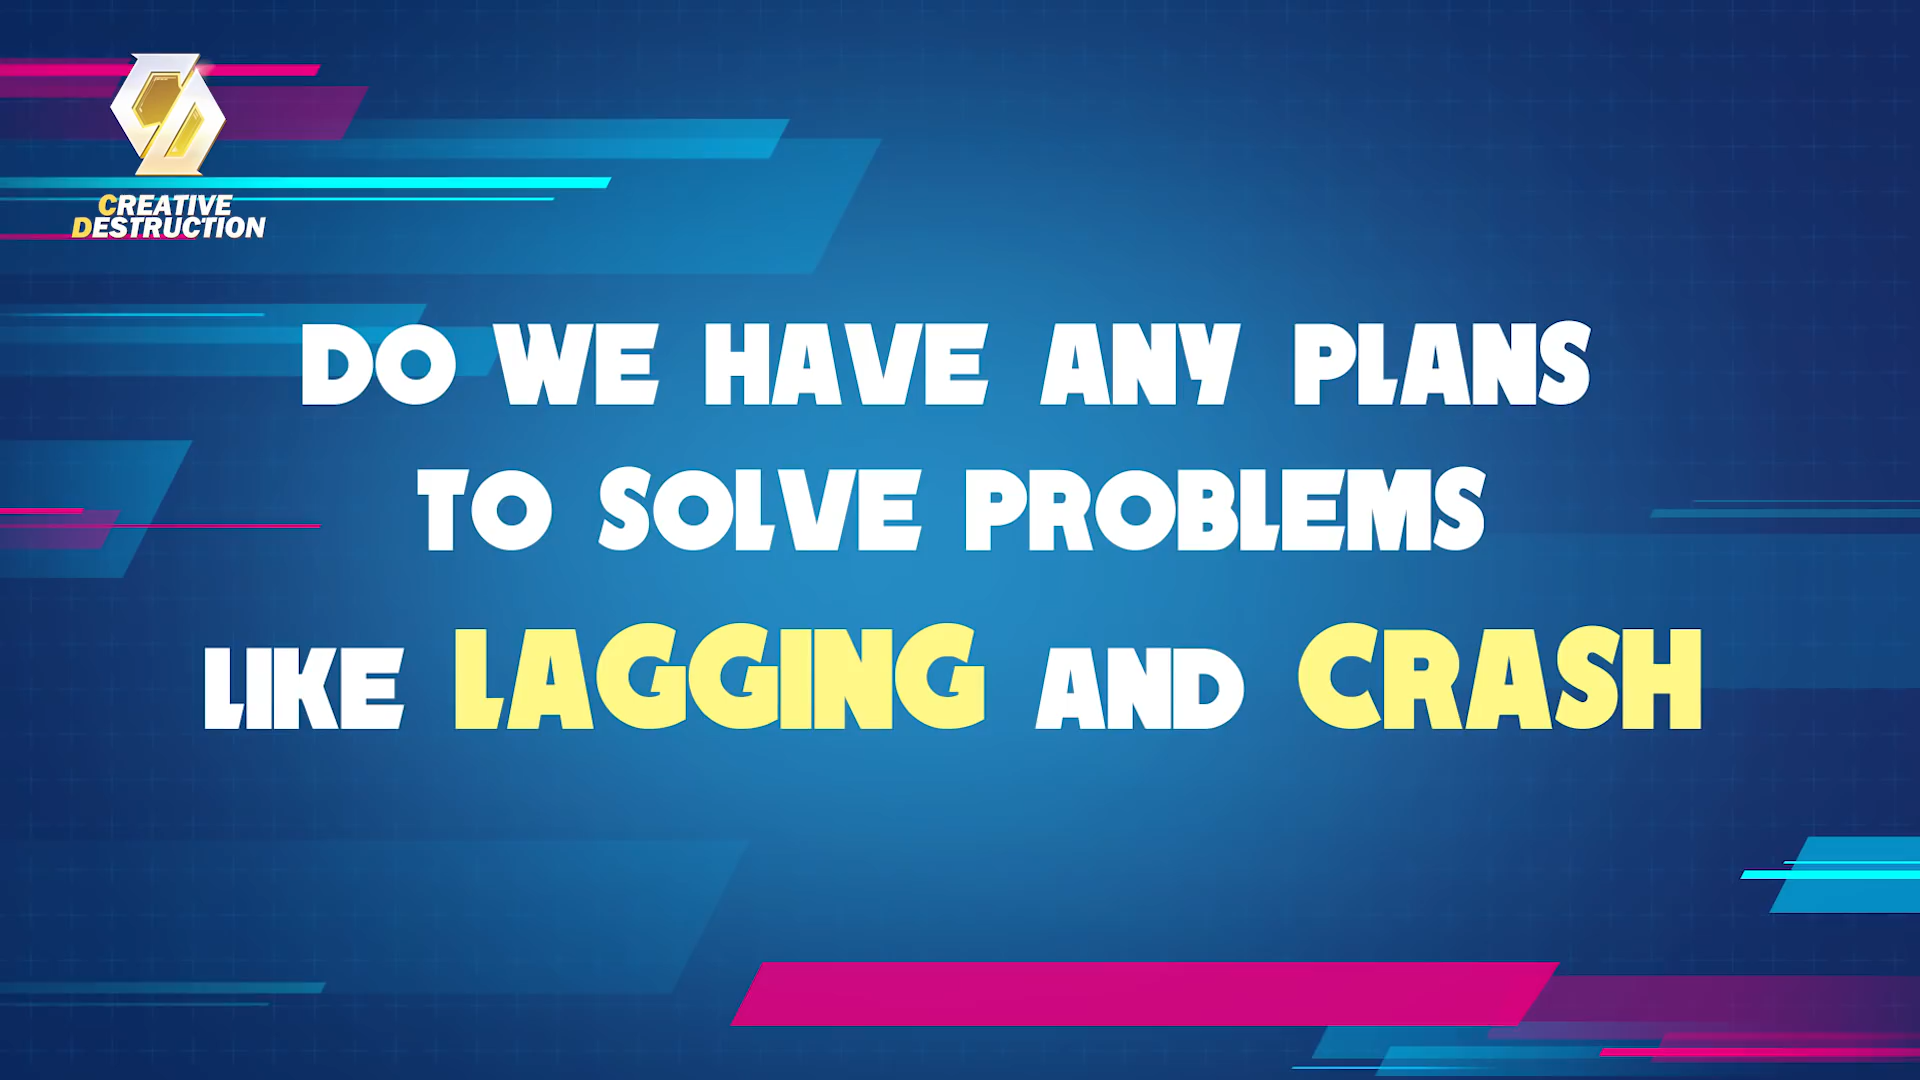 CREATIVE
DESTRUCTION
DO WE HAVE ANY PLANS
TO SOLVE PROBLEMS
LIKE LAGGING AND CRASH